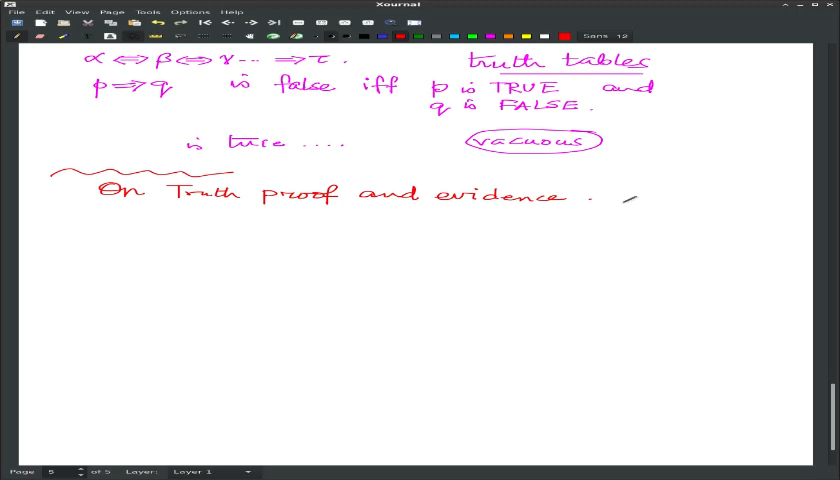 Xournal
File Edit View Page Tools Options Help
Sans 12
α ⇔ β ⇔ γ... ⇒ τ.
truth tables
p ⇒ q is false iff p is TRUE and
q is FALSE.
is true ....
vacuous
On Truth proof and evidence.
Page 5 of 5 Layer: Layer 1